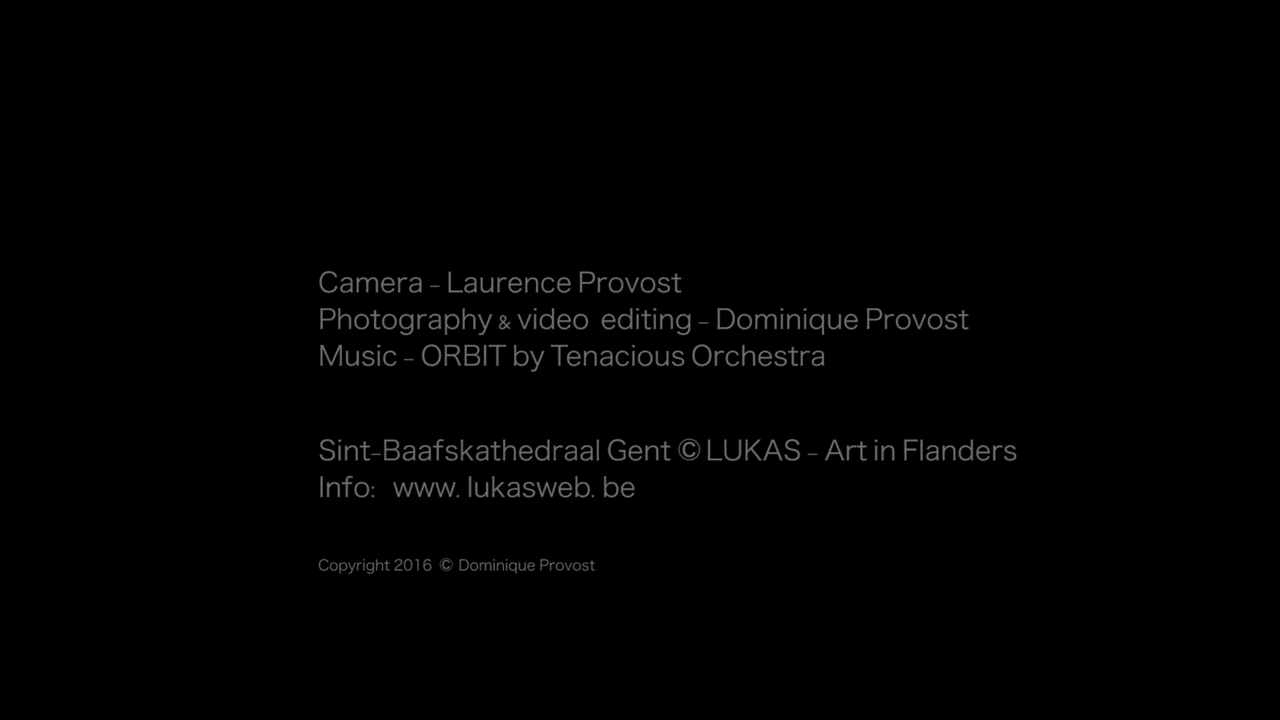 Camera – Laurence Provost
Photography & video editing – Dominique Provost
Music – ORBIT by Tenacious Orchestra
Sint-Baafskathedraal Gent © LUKAS – Art in Flanders
Info: www. lukasweb. be
Copyright 2016 © Dominique Provost